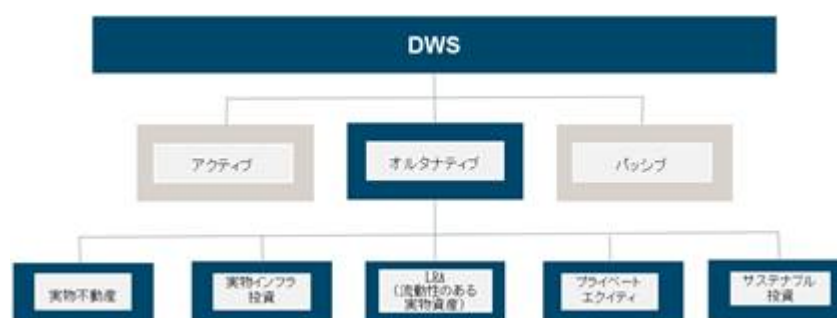 DWS
アクティブ
オルタナティブ
パッシブ
実物不動産
実物インフラ
投資
LRA
(流動性のある
実物資産)
プライベート
エクイティ
サステナブル
投資